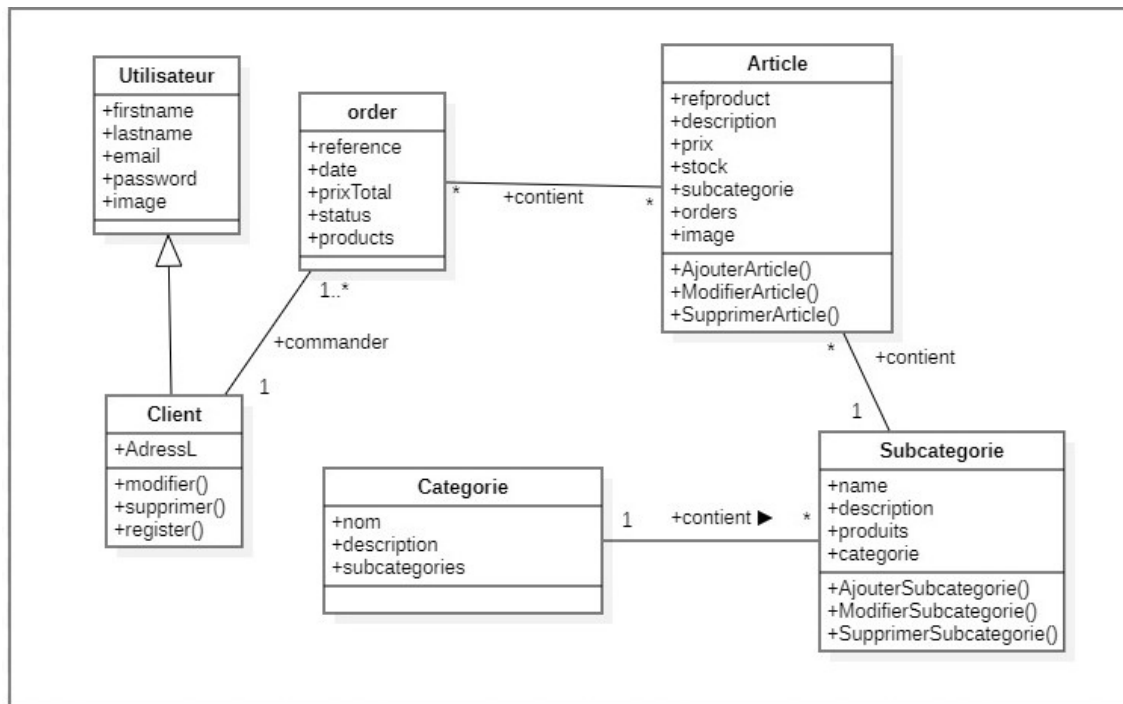 Utilisateur
+firstname
+lastname
+email
+password
+image
order
+reference
+date
+prixTotal
+status
+products
Article
+refproduct
+description
+prix
+stock
+subcategorie
+orders
+image
+AjouterArticle()
+ModifierArticle()
+SupprimerArticle()
*
+contient
*
1..*
+commander
1
Client
+AdressL
+modifier()
+supprimer()
+register()
*
+contient
1
Categorie
+nom
+description
+subcategories
1
+contient ▶
*
Subcategorie
+name
+description
+produits
+categorie
+AjouterSubcategorie()
+ModifierSubcategorie()
+SupprimerSubcategorie()